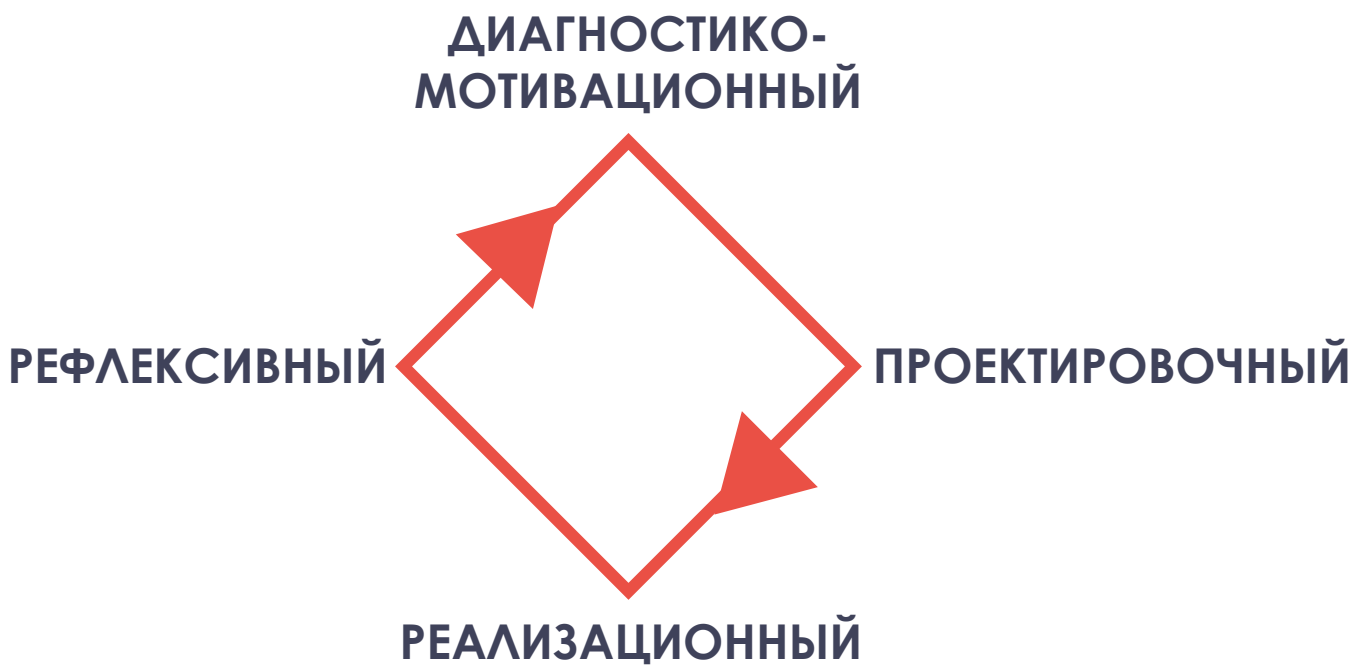 ДИАГНОСТИКО-
МОТИВАЦИОННЫЙ
РЕФЛЕКСИВНЫЙ
ПРОЕКТИРОВОЧНЫЙ
РЕАЛИЗАЦИОННЫЙ